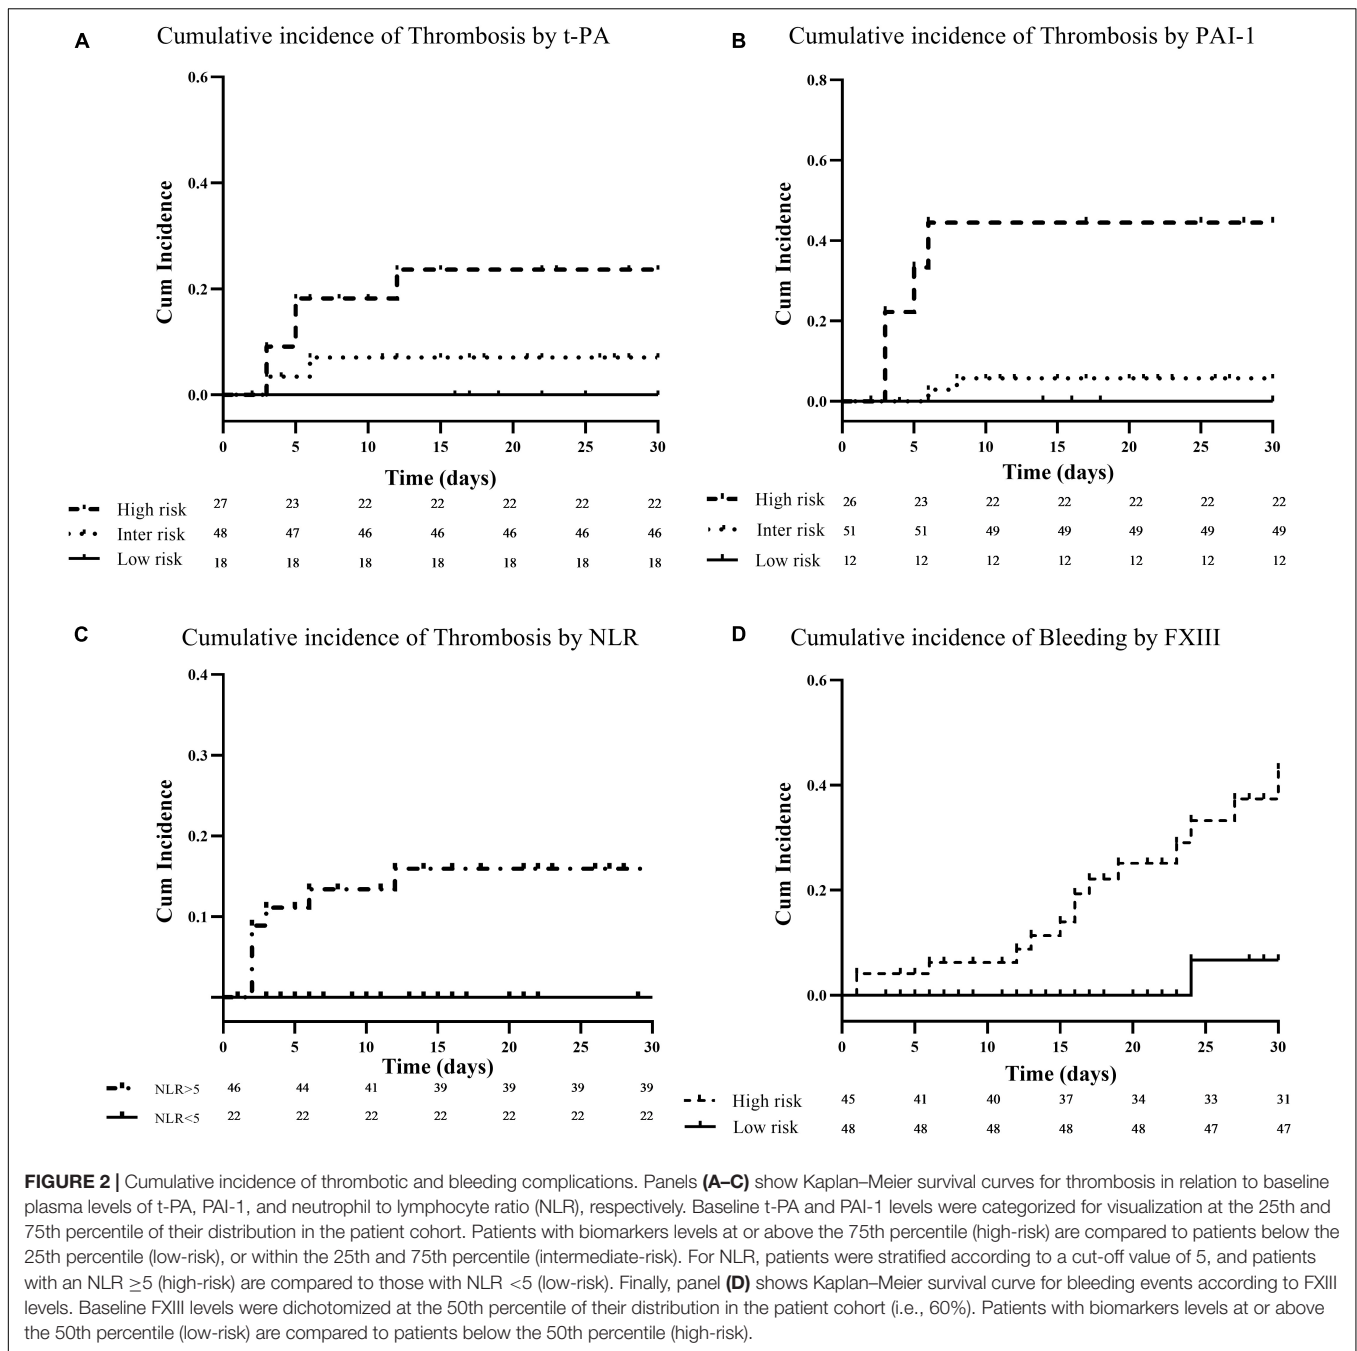 A
Cumulative incidence of Thrombosis by t-PA
0.6
0.4
0.2
0.0
Cum Incidence
0 5 10 15 20 25 30
Time (days)
High risk 27 23 22 22 22 22 22
Inter risk 48 47 46 46 46 46 46
Low risk 18 18 18 18 18 18 18
B
Cumulative incidence of Thrombosis by PAI-1
0.8
0.6
0.4
0.2
0.0
Cum Incidence
0 5 10 15 20 25 30
Time (days)
High risk 26 23 22 22 22 22 22
Inter risk 51 51 49 49 49 49 49
Low risk 12 12 12 12 12 12 12
C
Cumulative incidence of Thrombosis by NLR
0.4
0.3
0.2
0.1
Cum Incidence
0 5 10 15 20 25 30
Time (days)
NLR>5 46 44 41 39 39 39 39
NLR<5 22 22 22 22 22 22 22
D
Cumulative incidence of Bleeding by FXIII
0.6
0.4
0.2
0.0
Cum Incidence
0 5 10 15 20 25 30
Time (days)
High risk 45 41 40 37 34 33 31
Low risk 48 48 48 48 48 47 47
FIGURE 2 | Cumulative incidence of thrombotic and bleeding complications. Panels (A–C) show Kaplan–Meier survival curves for thrombosis in relation to baseline
plasma levels of t-PA, PAI-1, and neutrophil to lymphocyte ratio (NLR), respectively. Baseline t-PA and PAI-1 levels were categorized for visualization at the 25th and
75th percentile of their distribution in the patient cohort. Patients with biomarkers levels at or above the 75th percentile (high-risk) are compared to patients below the
25th percentile (low-risk), or within the 25th and 75th percentile (intermediate-risk). For NLR, patients were stratified according to a cut-off value of 5, and patients
with an NLR ≥5 (high-risk) are compared to those with NLR <5 (low-risk). Finally, panel (D) shows Kaplan–Meier survival curve for bleeding events according to FXIII
levels. Baseline FXIII levels were dichotomized at the 50th percentile of their distribution in the patient cohort (i.e., 60%). Patients with biomarkers levels at or above
the 50th percentile (low-risk) are compared to patients below the 50th percentile (high-risk).